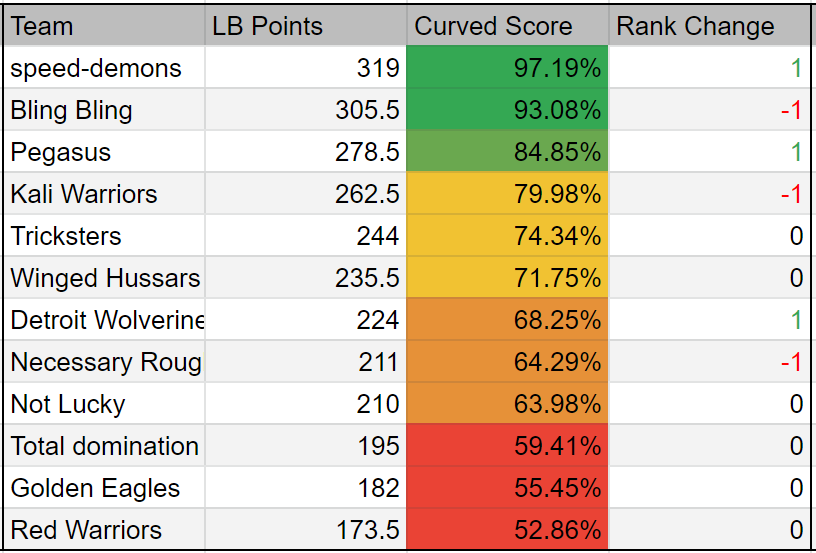 Team LB Points Curved Score Rank Change
speed-demons 319 97.19% 1
Bling Bling 305.5 93.08% -1
Pegasus 278.5 84.85% 1
Kali Warriors 262.5 79.98% -1
Tricksters 244 74.34% 0
Winged Hussars 235.5 71.75% 0
Detroit Wolverine 224 68.25% 1
Necessary Roug 211 64.29% -1
Not Lucky 210 63.98% 0
Total domination 195 59.41% 0
Golden Eagles 182 55.45% 0
Red Warriors 173.5 52.86% 0